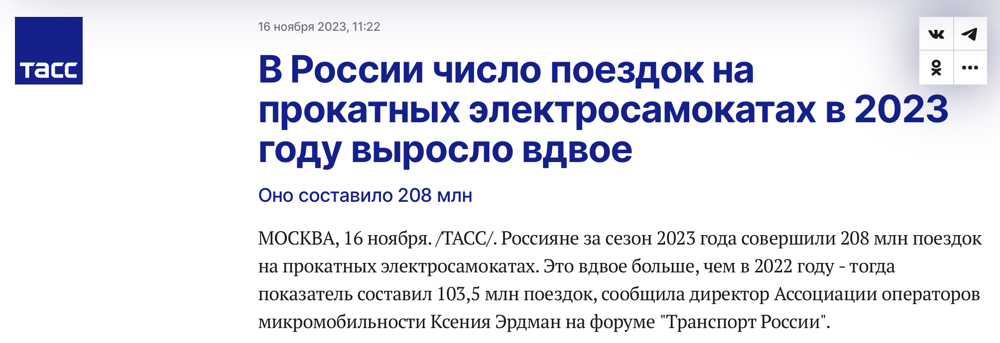 тасс
16 ноября 2023, 11:22
В России число поездок на
прокатных электросамокатах в 2023
году выросло вдвое
Оно составило 208 млн
МОСКВА, 16 ноября. /ТАСС/. Россияне за сезон 2023 года совершили 208 млн поездок
на прокатных электросамокатах. Это вдвое больше, чем в 2022 году - тогда
показатель составил 103,5 млн поездок, сообщила директор Ассоциации операторов
микромобильности Ксения Эрдман на форуме "Транспорт России".